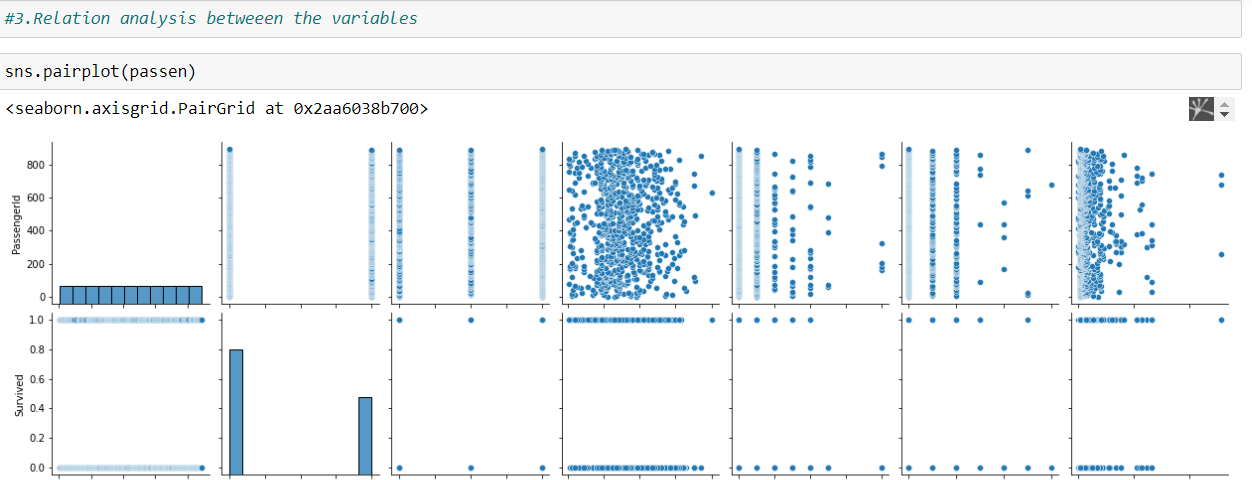 #3.Relation analysis betweeen the variables
sns.pairplot(passen)
<seaborn.axisgrid.PairGrid at 0x2aa6038b700>
PassengerId
800
600
400
200
0
Survived
1.0
0.8
0.6
0.4
0.2
0.0